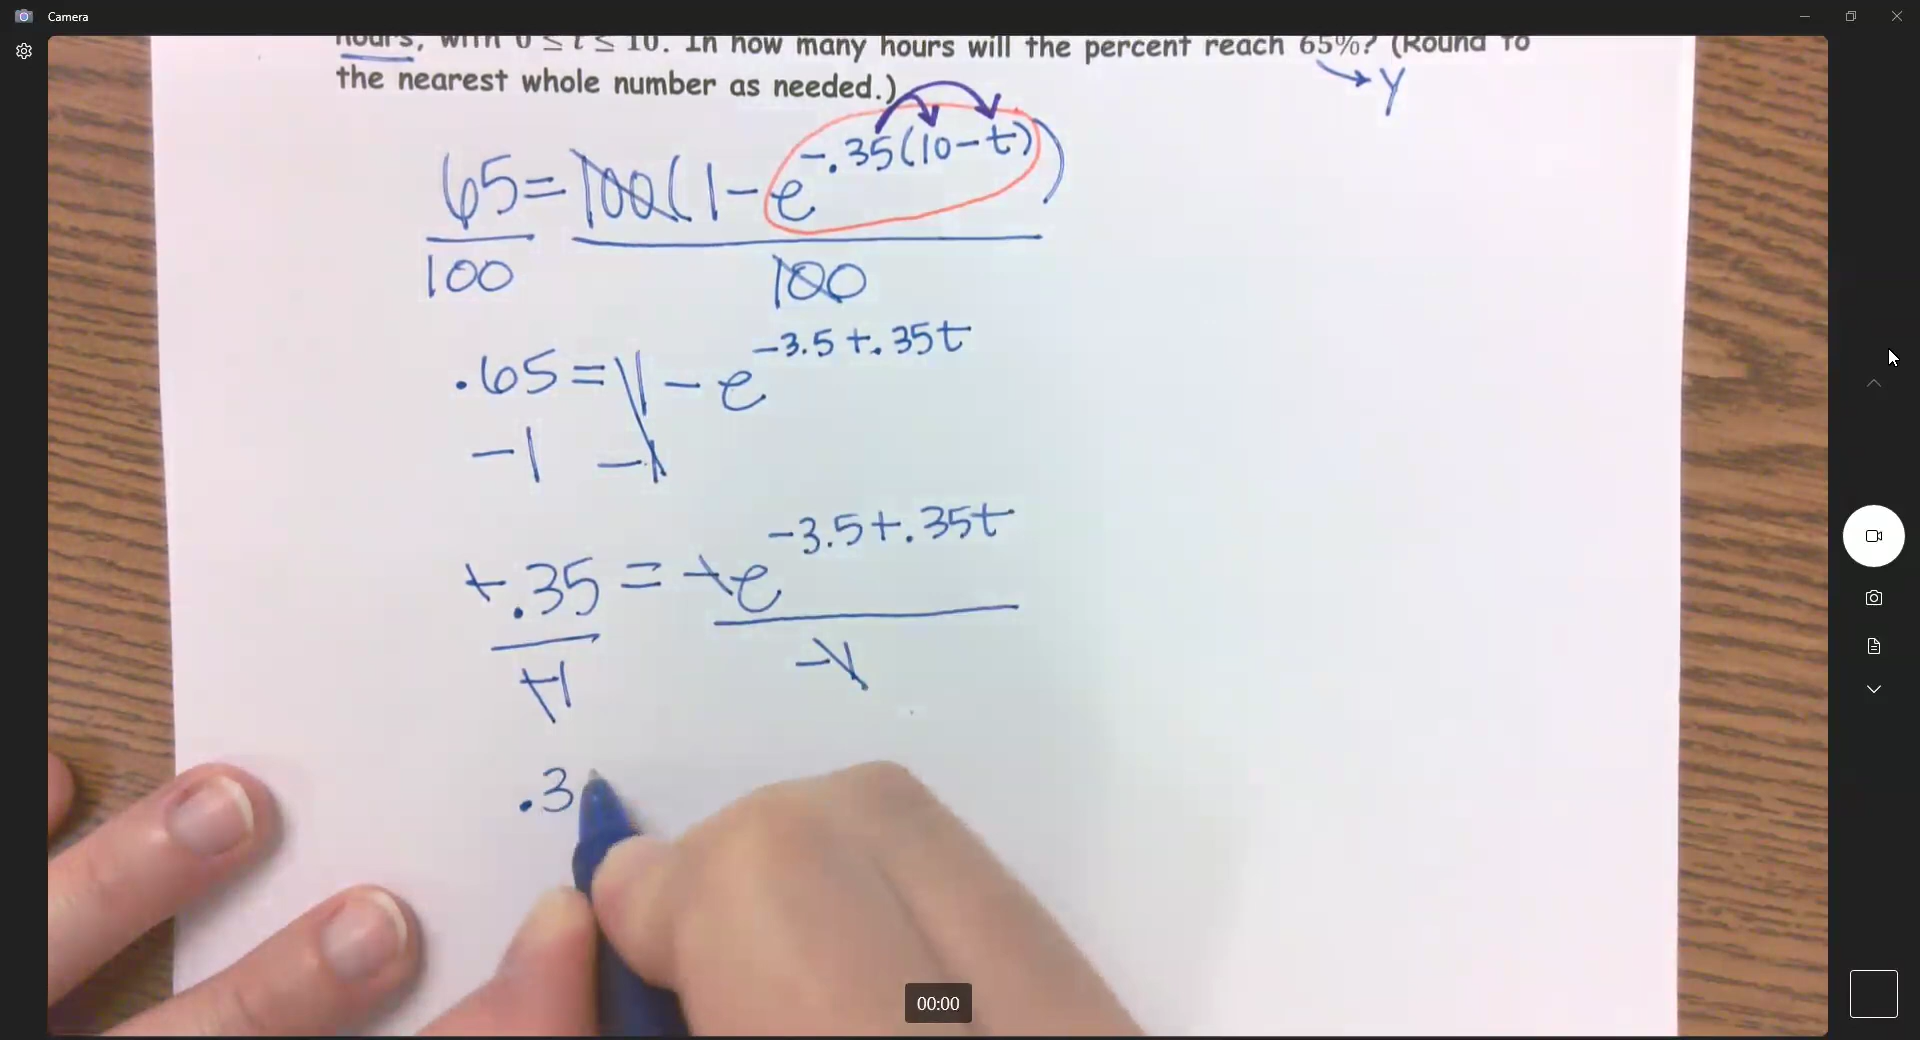 Camera
hours, with 0 ≤ t ≤ 10. In how many hours will the percent reach 65%? (Round to
the nearest whole number as needed.)
→ y
65 = 100(1 - e^-.35(10-t))
100 100
.65 = 1 - e^-3.5+.35t
-1 -1
+.35 = -e^-3.5+.35t
-1 -1
.3
00:00